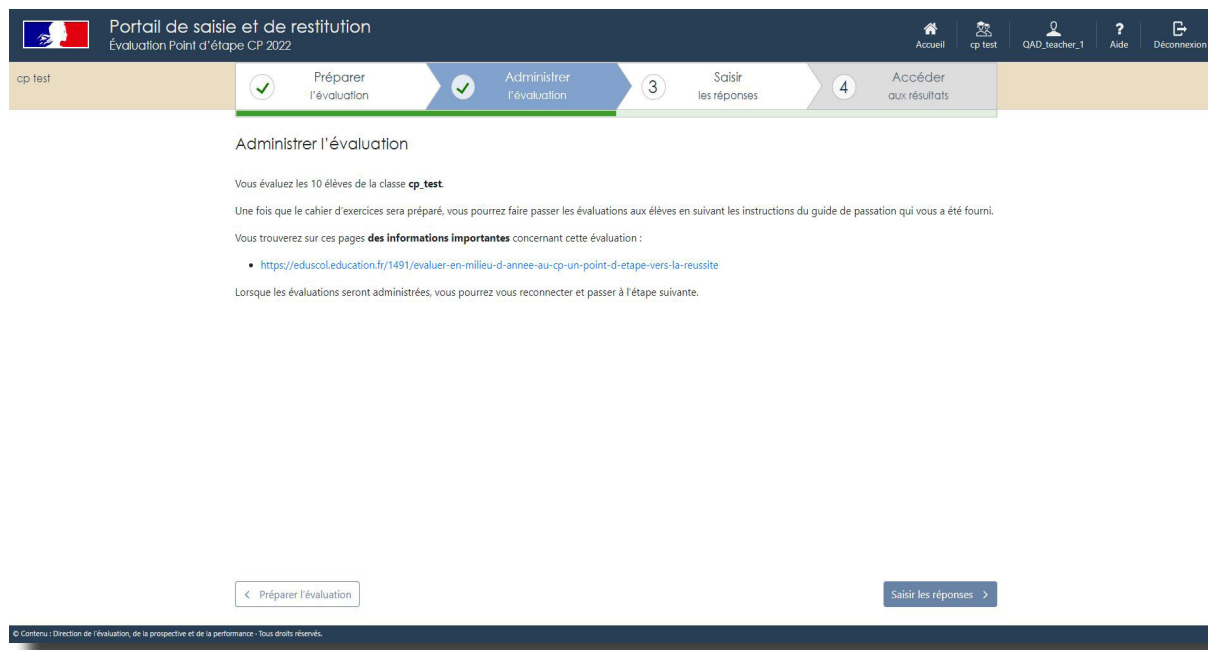 Portail de saisie et de restitution
Évaluation Point d'étape CP 2022
Accueil
cp test
QAD_teacher_1
? Aide
Déconnexion
cp test
Préparer
l'évaluation
Administrer
l'évaluation
3 Saisir
les réponses
4 Accéder
aux résultats
Administrer l'évaluation
Vous évaluez les 10 élèves de la classe cp_test.
Une fois que le cahier d'exercices sera préparé, vous pourrez faire passer les évaluations aux élèves en suivant les instructions du guide de passation qui vous a été fourni.
Vous trouverez sur ces pages des informations importantes concernant cette évaluation :
• https://eduscol.education.fr/1491/evaluer-en-milieu-d-annee-au-cp-un-point-d-etape-vers-la-reussite
Lorsque les évaluations seront administrées, vous pourrez vous reconnecter et passer à l'étape suivante.
< Préparer l'évaluation
Saisir les réponses >
© Contenu : Direction de l'évaluation, de la prospective et de la performance - Tous droits réservés.